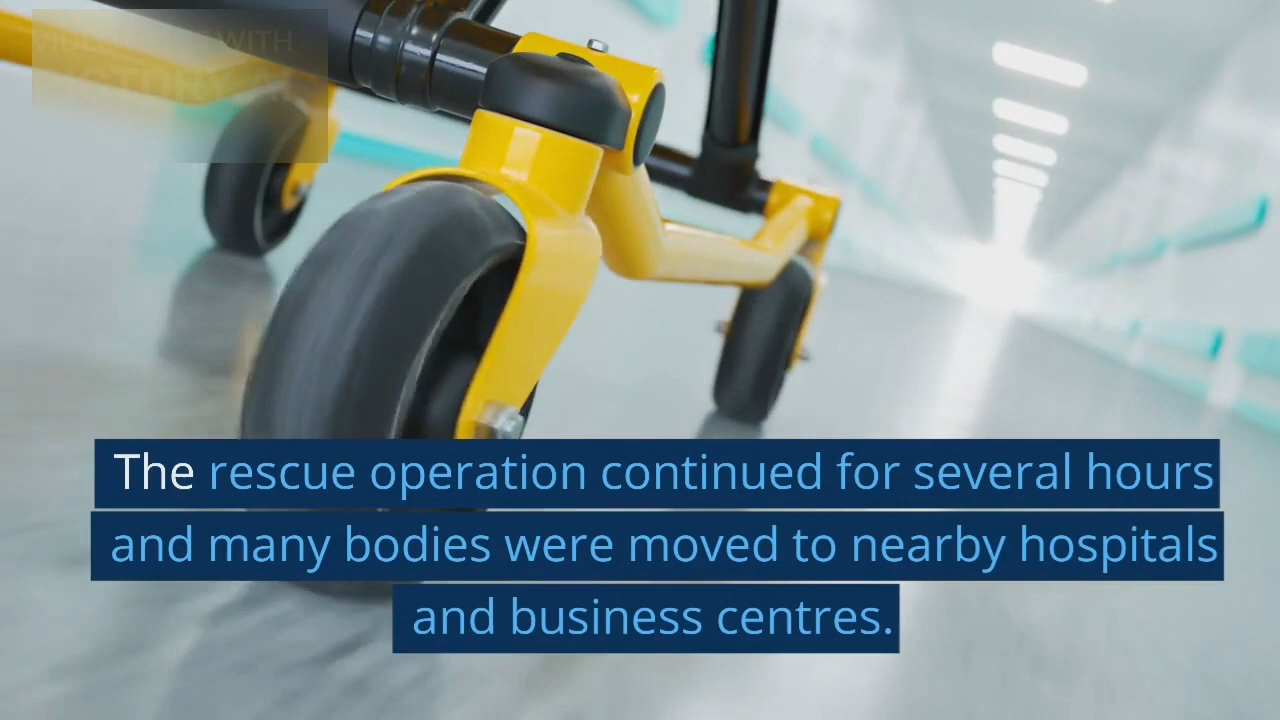 The rescue operation continued for several hours
and many bodies were moved to nearby hospitals
and business centres.